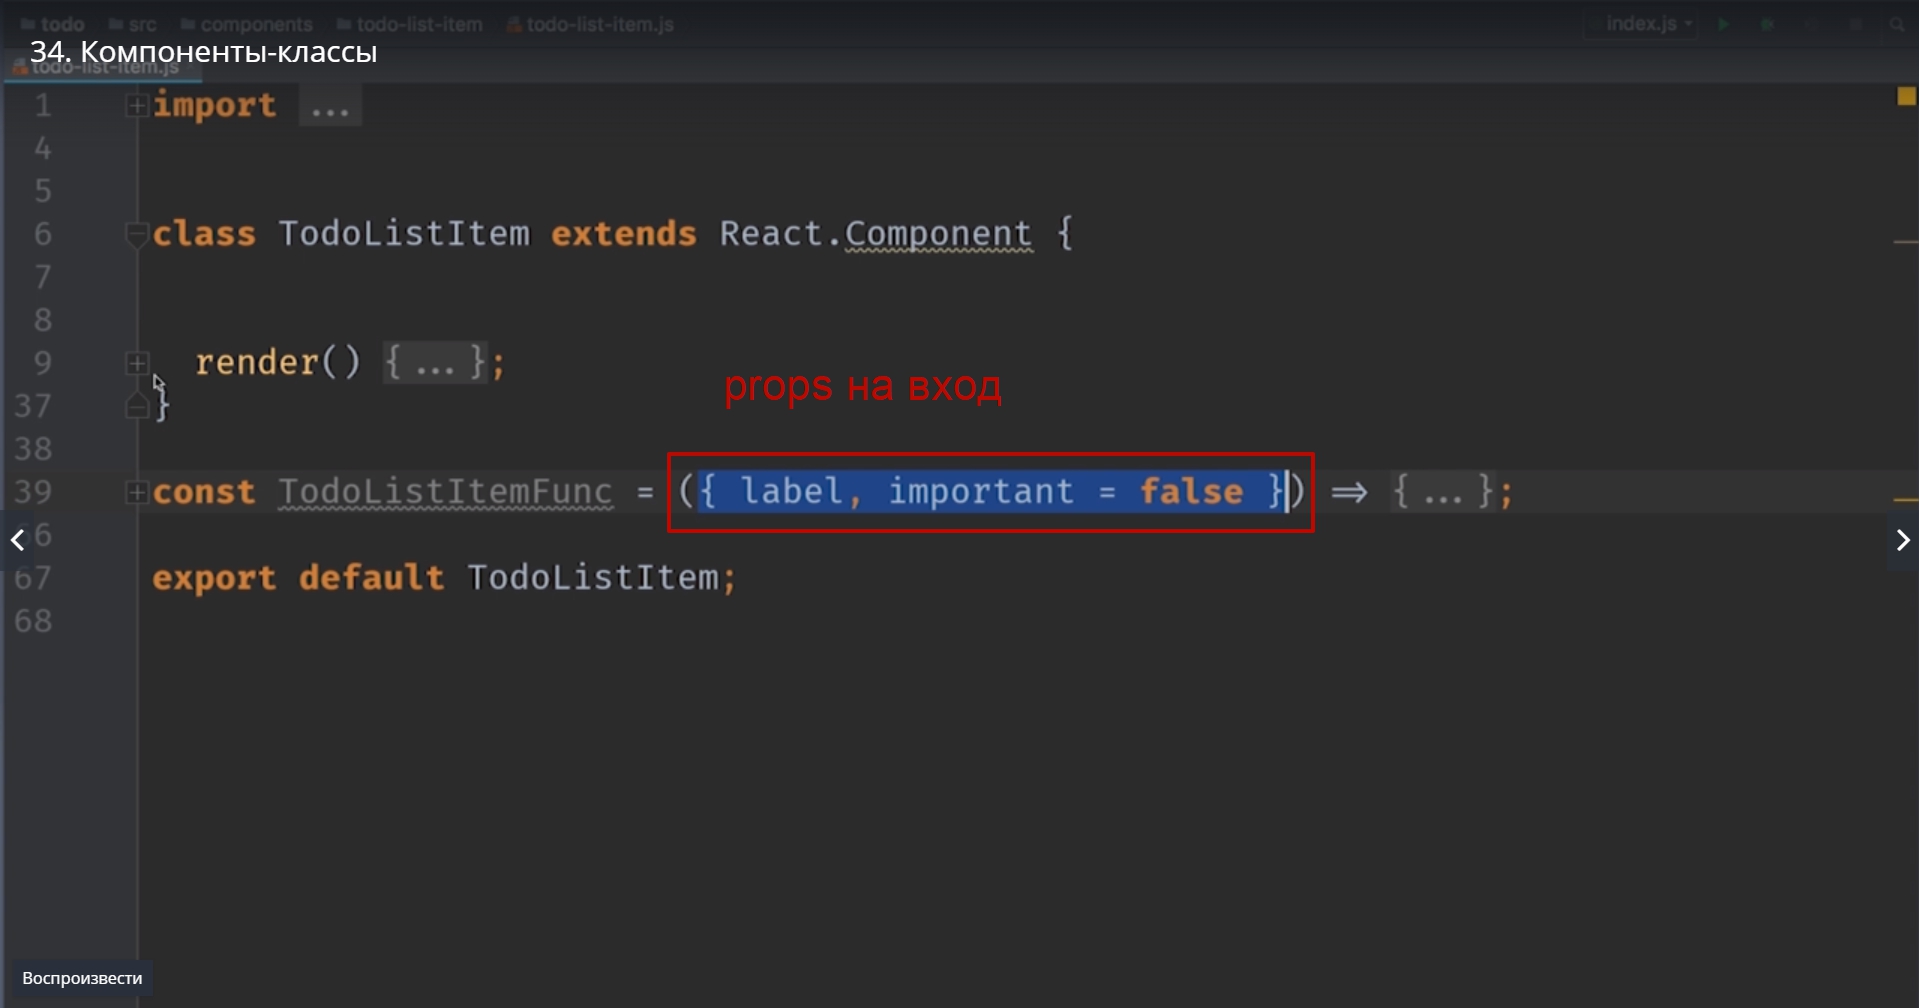 todo src components todo-list-item todo-list-item.js index.js
34. Компоненты-классы
todo-list-item.js
1 import ...
4
5
6 class TodoListItem extends React.Component {
7
8
9 render() {...};
props на вход
37 }
38
39 const TodoListItemFunc = ({ label, important = false }) => {...};
66
67 export default TodoListItem;
68
Воспроизвести